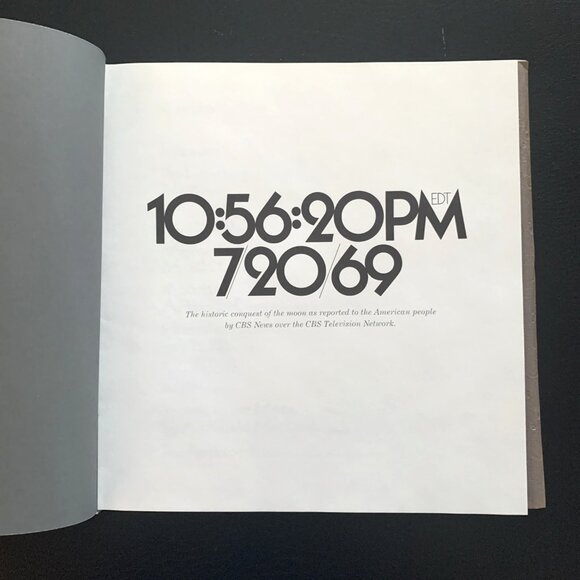 10:56:20PM EDT
7/20/69
The historic conquest of the moon as reported to the American people
by CBS News over the CBS Television Network.